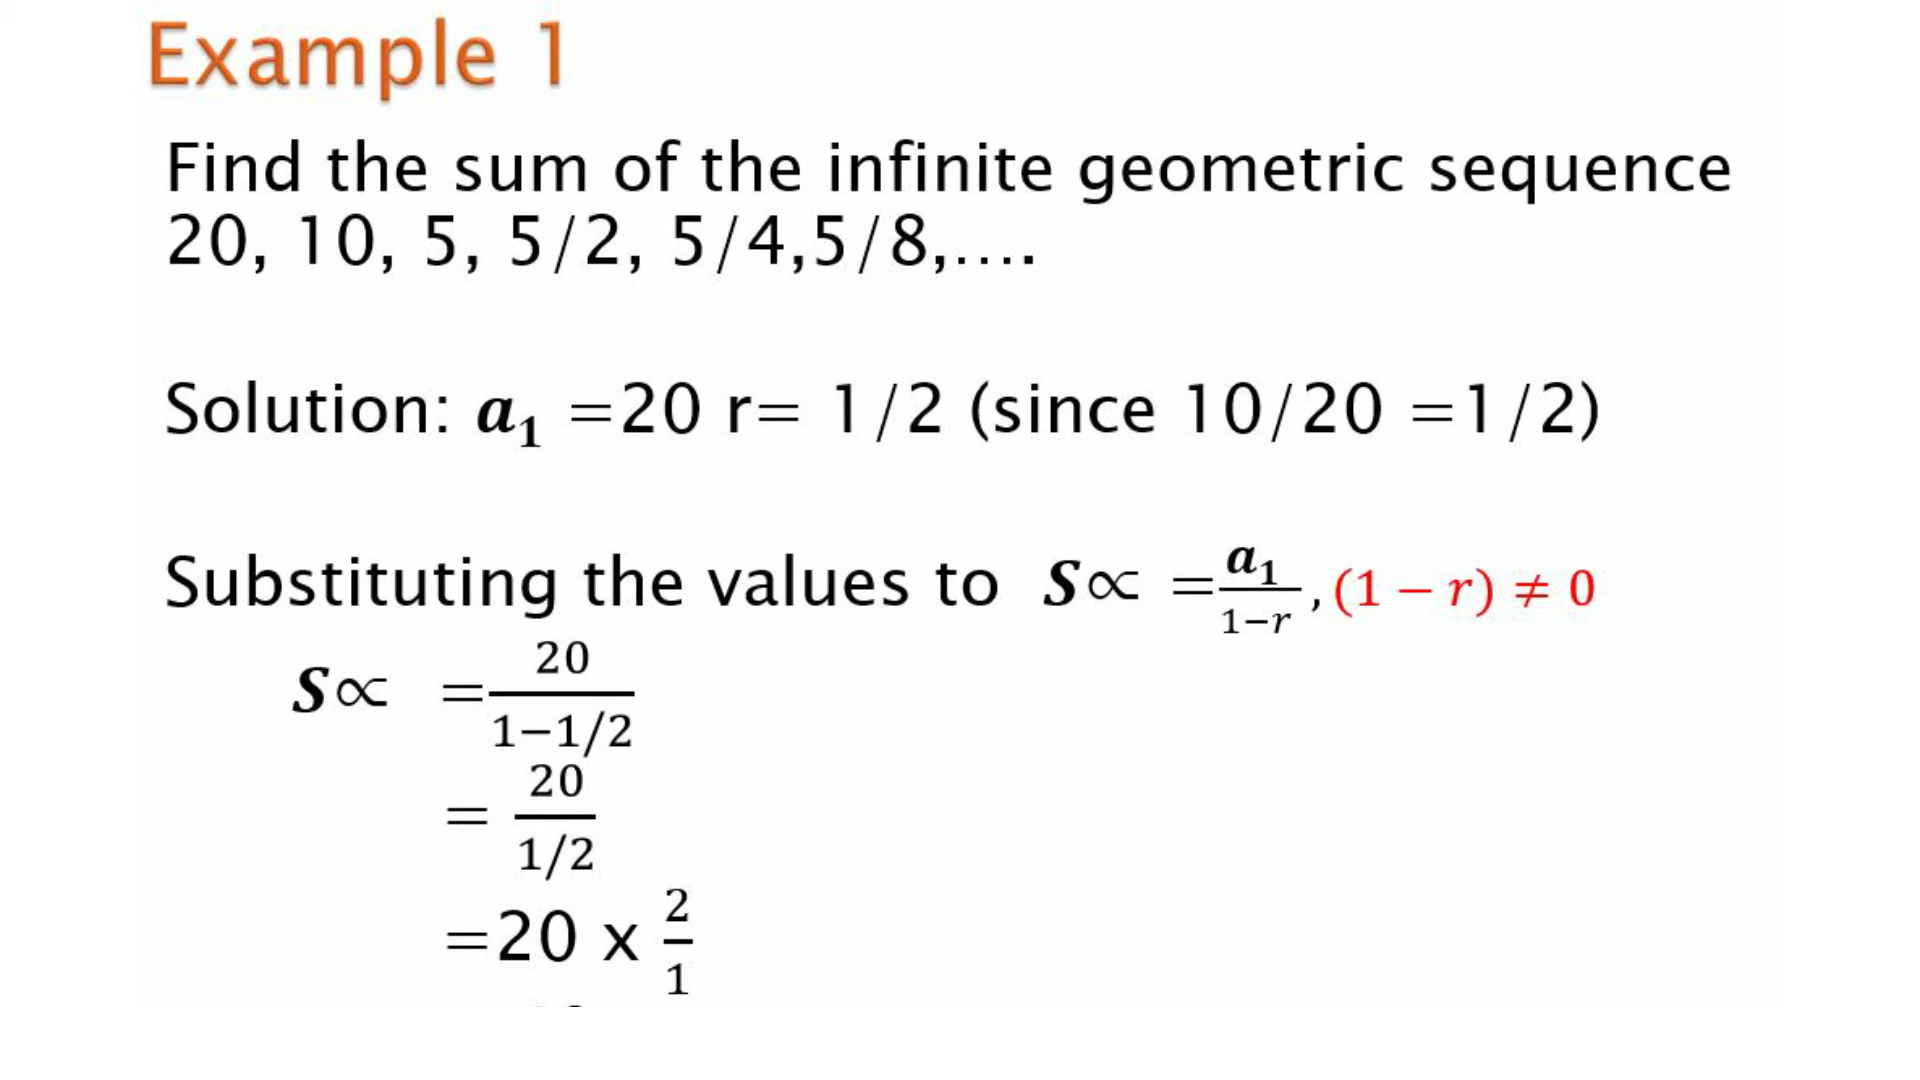 Example 1
Find the sum of the infinite geometric sequence
20, 10, 5, 5/2, 5/4,5/8,....
Solution: a₁ =20 r= 1/2 (since 10/20 =1/2)
Substituting the values to S∝ =a₁/1−r, (1 − r) ≠ 0
S∝ =20/1−1/2
= 20/1/2
=20 x 2/1